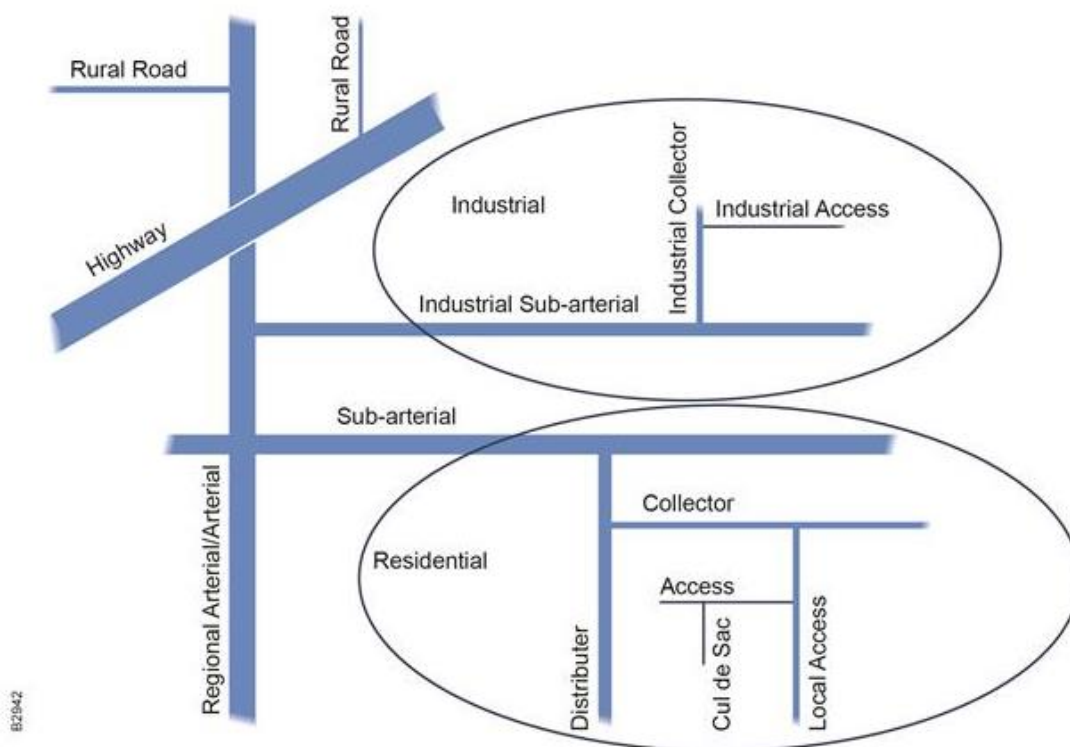 Rural Road
Rural Road
Highway
Industrial
Industrial Collector
Industrial Access
Industrial Sub-arterial
Sub-arterial
Regional Arterial/Arterial
Collector
Residential
Access
Distributer
Cul de Sac
Local Access
B2942